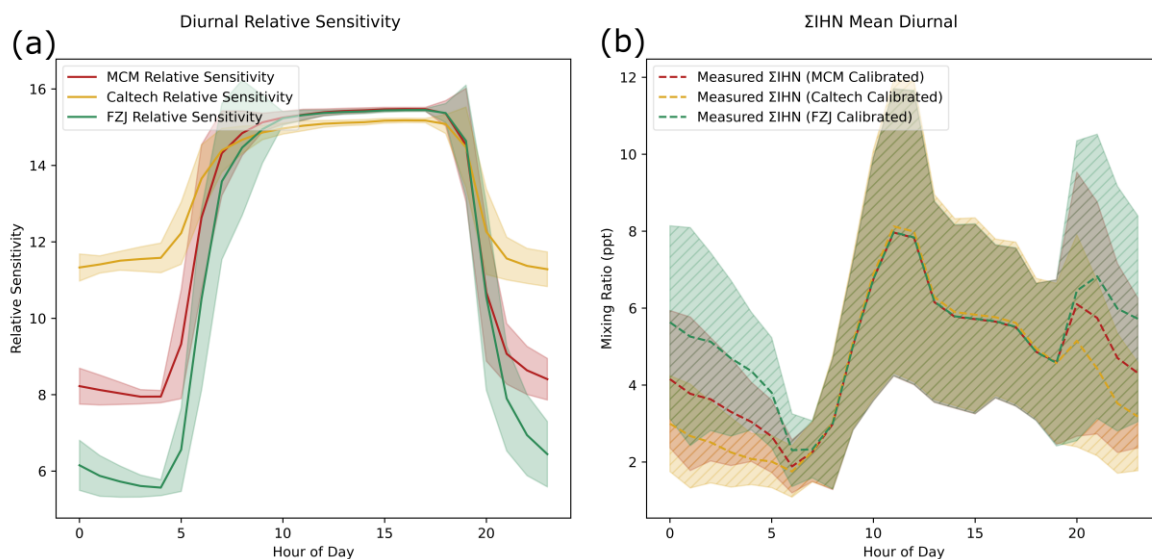 (a)
Diurnal Relative Sensitivity
MCM Relative Sensitivity
Caltech Relative Sensitivity
FZJ Relative Sensitivity
Relative Sensitivity
16
14
12
10
8
6
0
5
10
15
20
Hour of Day
(b)
ΣIHN Mean Diurnal
Measured ΣIHN (MCM Calibrated)
Measured ΣIHN (Caltech Calibrated)
Measured ΣIHN (FZJ Calibrated)
Mixing Ratio (ppt)
12
10
8
6
4
2
0
5
10
15
20
Hour of Day